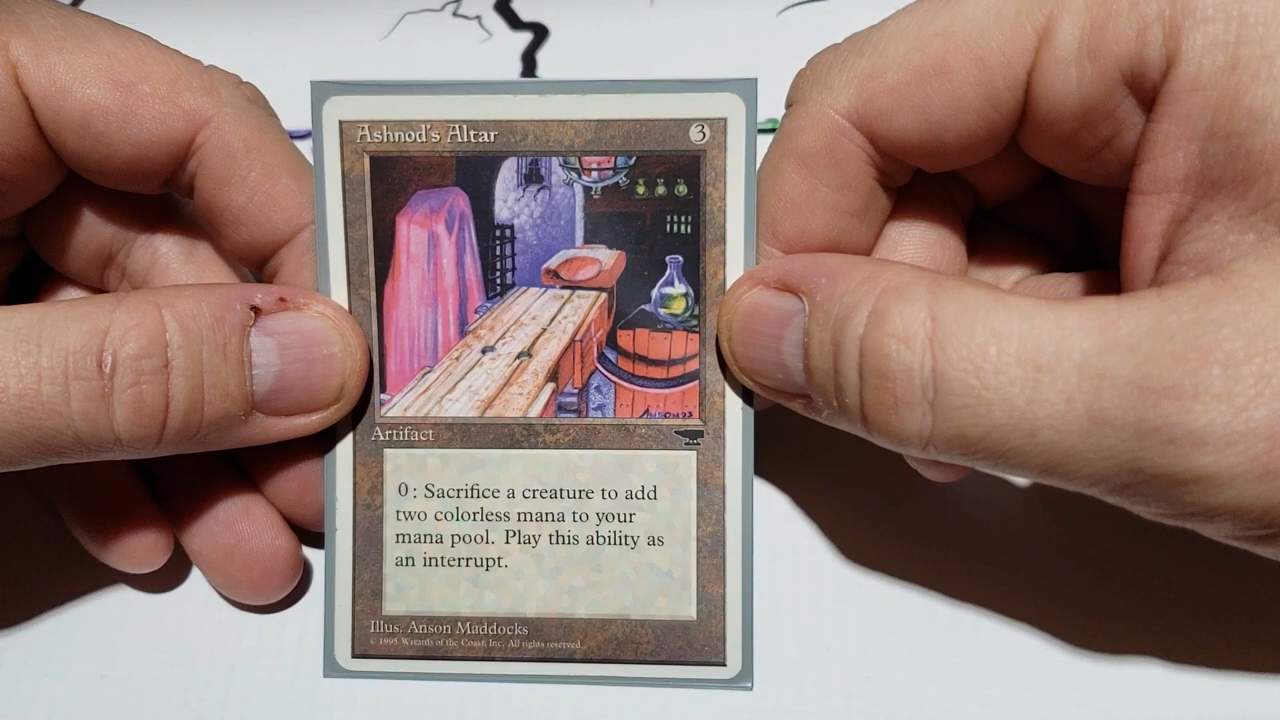 Ashnod's Altar 3
ANSON93
Artifact
0: Sacrifice a creature to add
two colorless mana to your
mana pool. Play this ability as
an interrupt.
Illus. Anson Maddocks
© 1995 Wizards of the Coast, Inc. All rights reserved